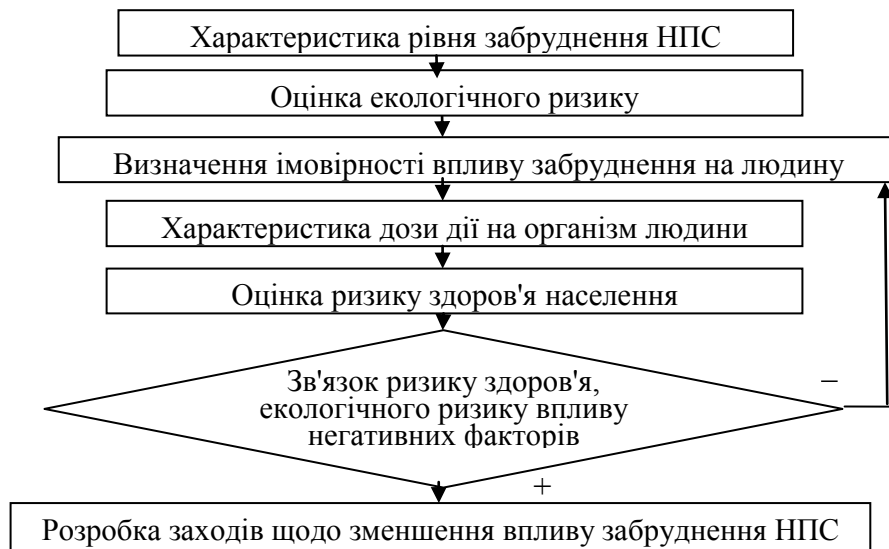 Характеристика рівня забруднення НПС
Оцінка екологічного ризику
Визначення імовірності впливу забруднення на людину
Характеристика дози дії на організм людини
Оцінка ризику здоров'я населення
Зв'язок ризику здоров'я,
екологічного ризику впливу
негативних факторів
–
+
Розробка заходів щодо зменшення впливу забруднення НПС